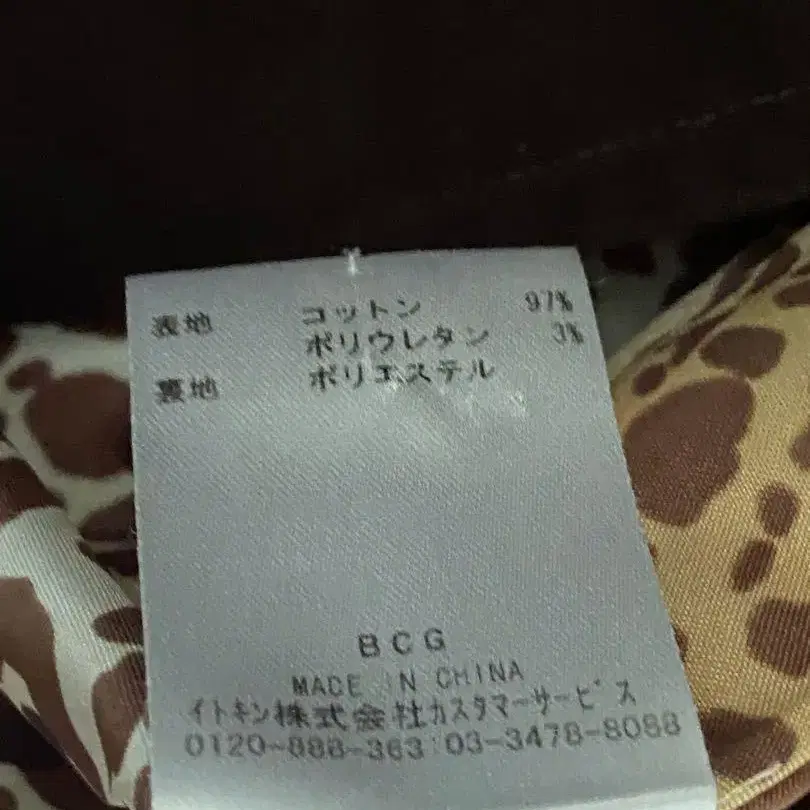 表地 コットン 97%
ポリウレタン 3%
裏地 ポリエステル
BCG
MADE IN CHINA
イトキン株式会社カスタマーサービス
0120-888-363 03-3478-8088